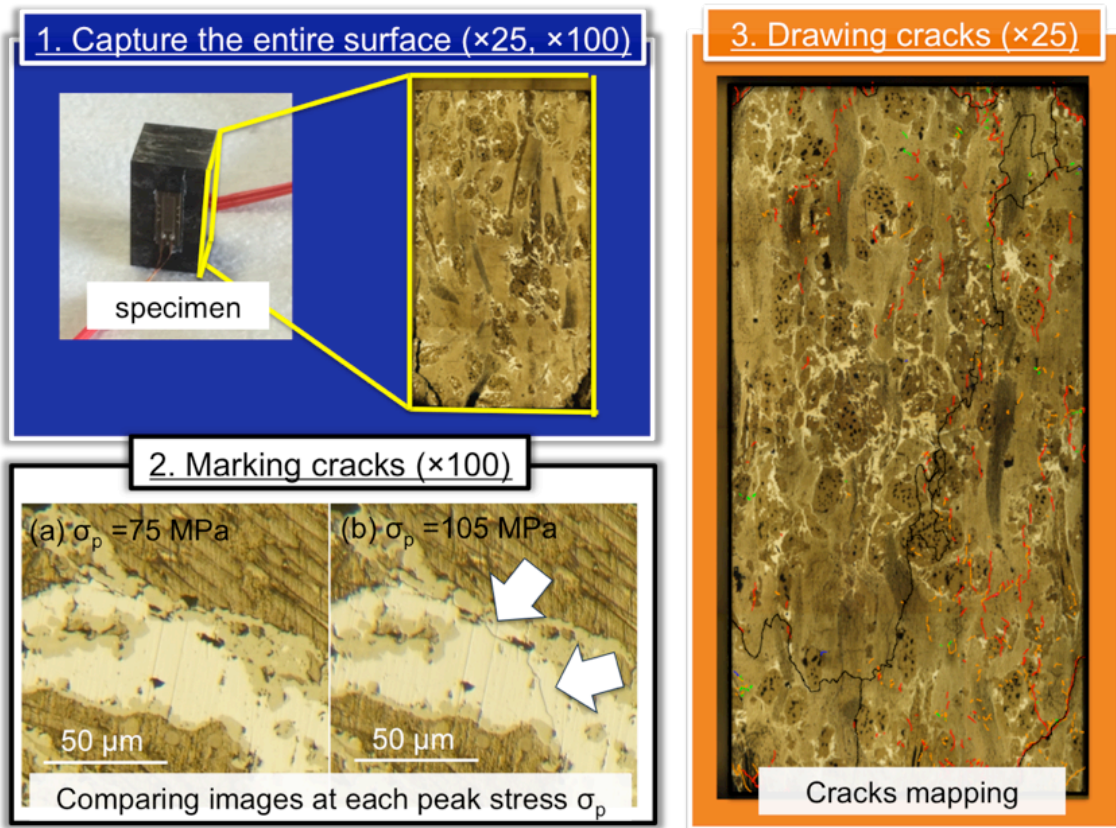 1. Capture the entire surface (×25, ×100)
specimen
2. Marking cracks (×100)
(a) σp =75 MPa
(b) σp =105 MPa
50 μm
50 μm
Comparing images at each peak stress σp
3. Drawing cracks (×25)
Cracks mapping